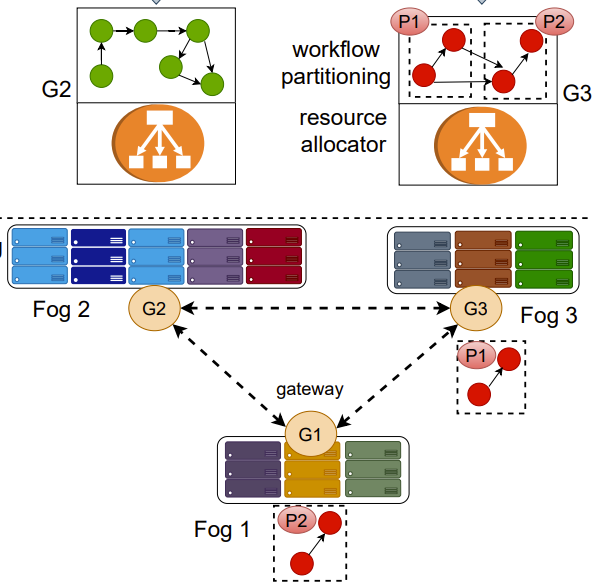 P1
P2
workflow
partitioning
G2
G3
resource
allocator
Fog 2
G2
G3
Fog 3
P1
gateway
G1
Fog 1
P2